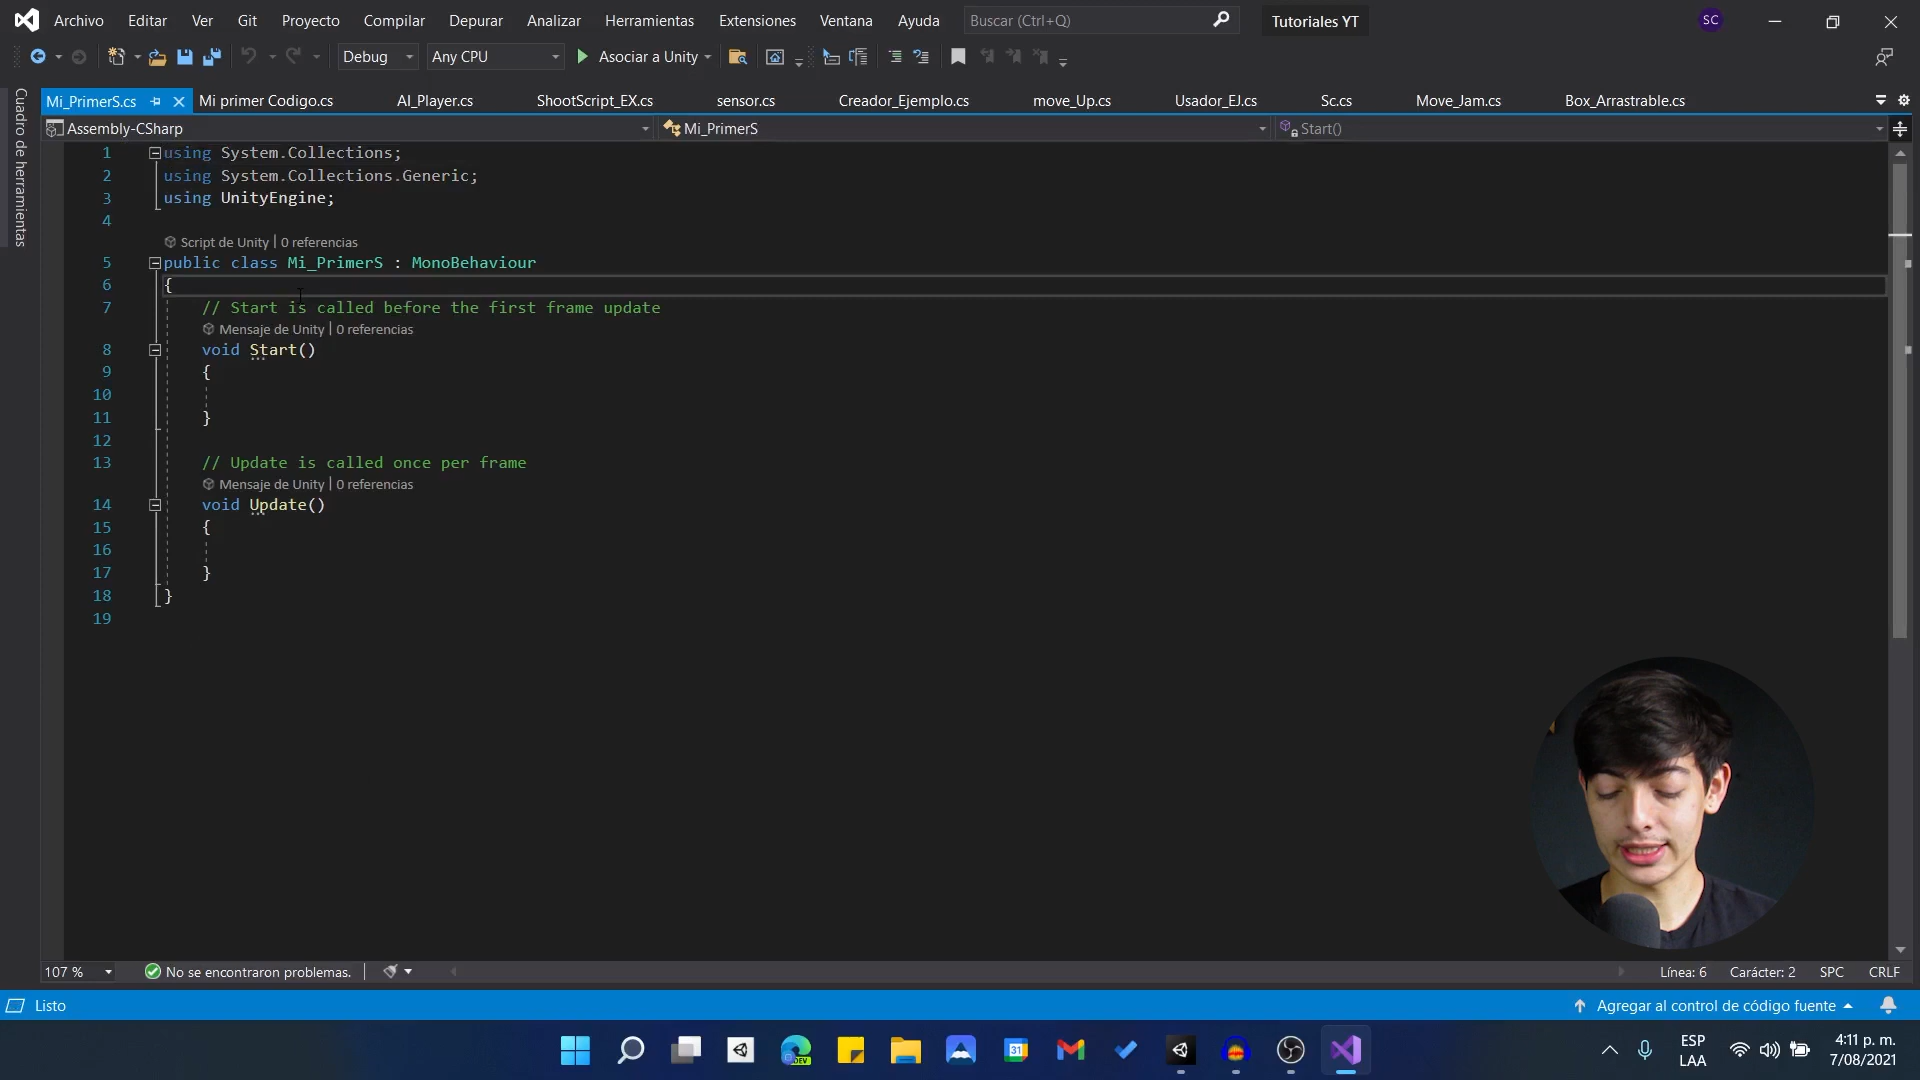 Archivo Editar Ver Git Proyecto Compilar Depurar Analizar Herramientas Extensiones Ventana Ayuda Buscar (Ctrl+Q) Tutoriales YT SC
Debug Any CPU Asociar a Unity
Cuadro de herramientas
Mi_PrimerS.cs Mi primer Codigo.cs AI_Player.cs ShootScript_EX.cs sensor.cs Creador_Ejemplo.cs move_Up.cs Usador_EJ.cs Sc.cs Move_Jam.cs Box_Arrastrable.cs
Assembly-CSharp Mi_PrimerS Start()
1 using System.Collections;
2 using System.Collections.Generic;
3 using UnityEngine;
4
Script de Unity | 0 referencias
5 public class Mi_PrimerS : MonoBehaviour
6 {
7 // Start is called before the first frame update
Mensaje de Unity | 0 referencias
8 void Start()
9 {
10
11 }
12
13 // Update is called once per frame
Mensaje de Unity | 0 referencias
14 void Update()
15 {
16
17 }
18 }
19
107 % No se encontraron problemas. Línea: 6 Carácter: 2 SPC CRLF
Listo Agregar al control de código fuente
DEV 31 ESP LAA 4:11 p. m.
7/08/2021